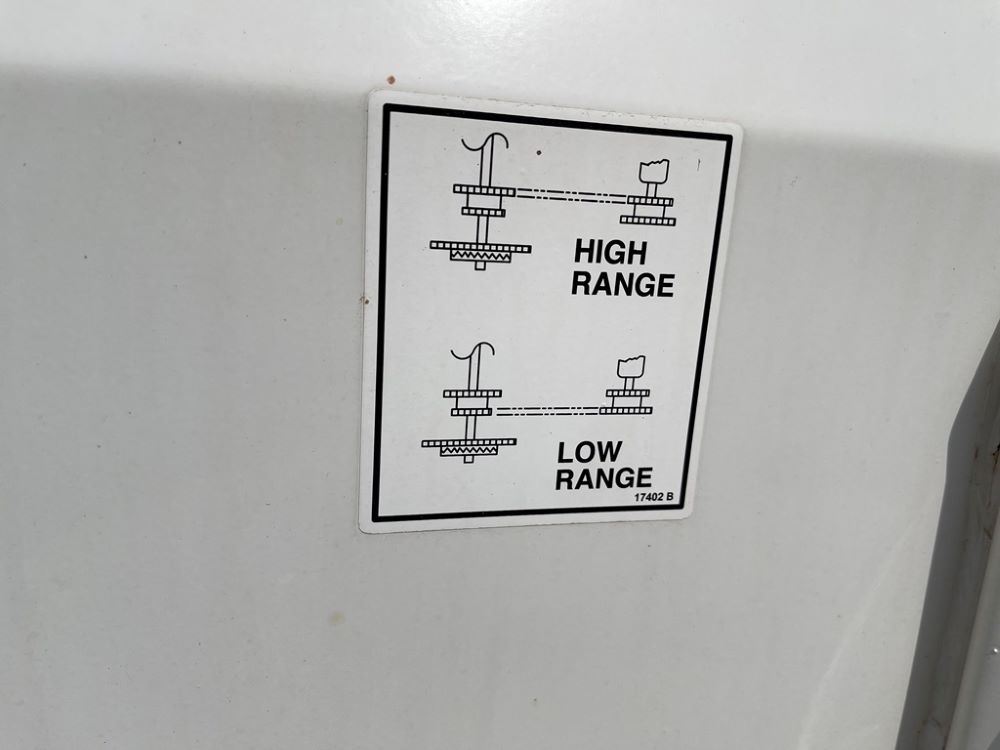 HIGH
RANGE
LOW
RANGE
17402 B